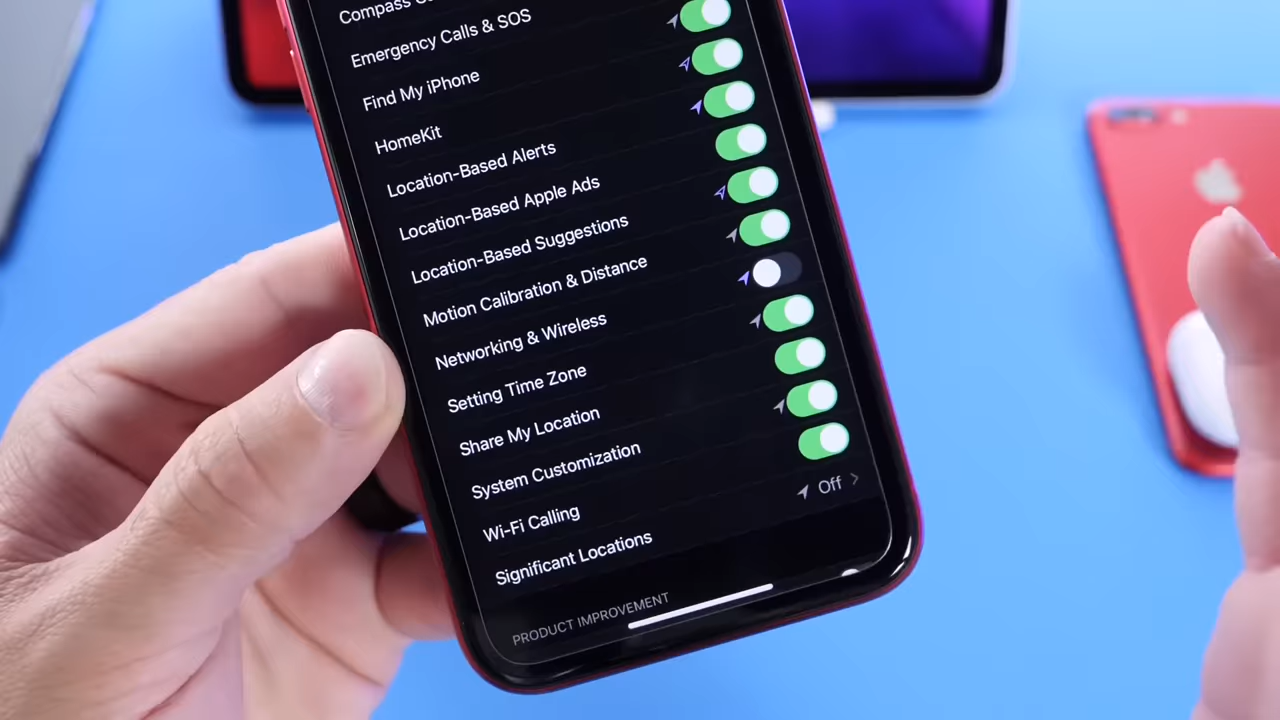 Compass
Emergency Calls & SOS
Find My iPhone
HomeKit
Location-Based Alerts
Location-Based Apple Ads
Location-Based Suggestions
Motion Calibration & Distance
Networking & Wireless
Setting Time Zone
Share My Location
System Customization
Wi-Fi Calling
Significant Locations Off
PRODUCT IMPROVEMENT